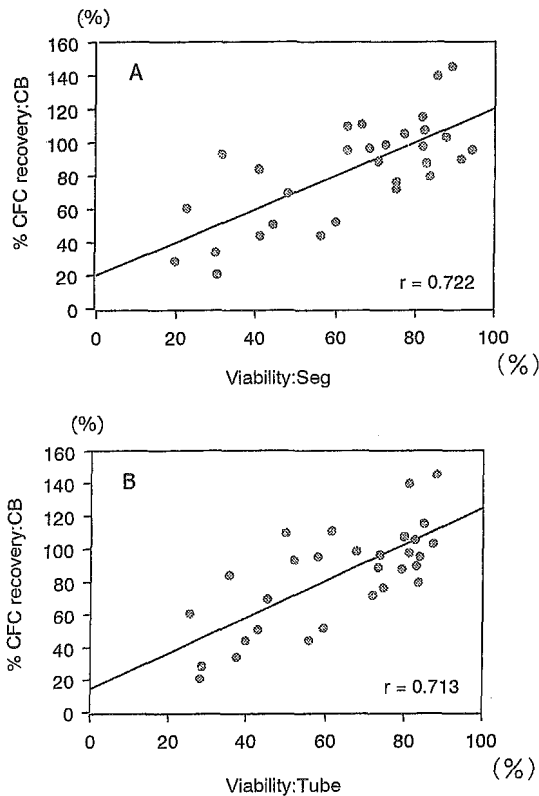 (%)
160
140
120
100
80
60
40
20
0
% CFC recovery:CB
A
r = 0.722
0 20 40 60 80 100
(%)
Viability:Seg
(%)
160
140
120
100
80
60
40
20
0
% CFC recovery:CB
B
r = 0.713
0 20 40 60 80 100
(%)
Viability:Tube